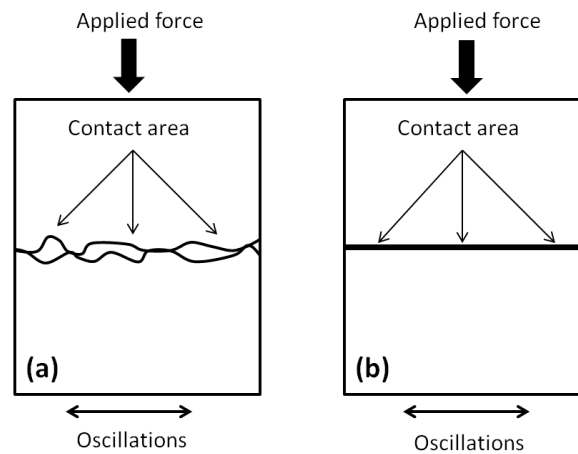 Applied force
Contact area
(a)
Oscillations
Applied force
Contact area
(b)
Oscillations